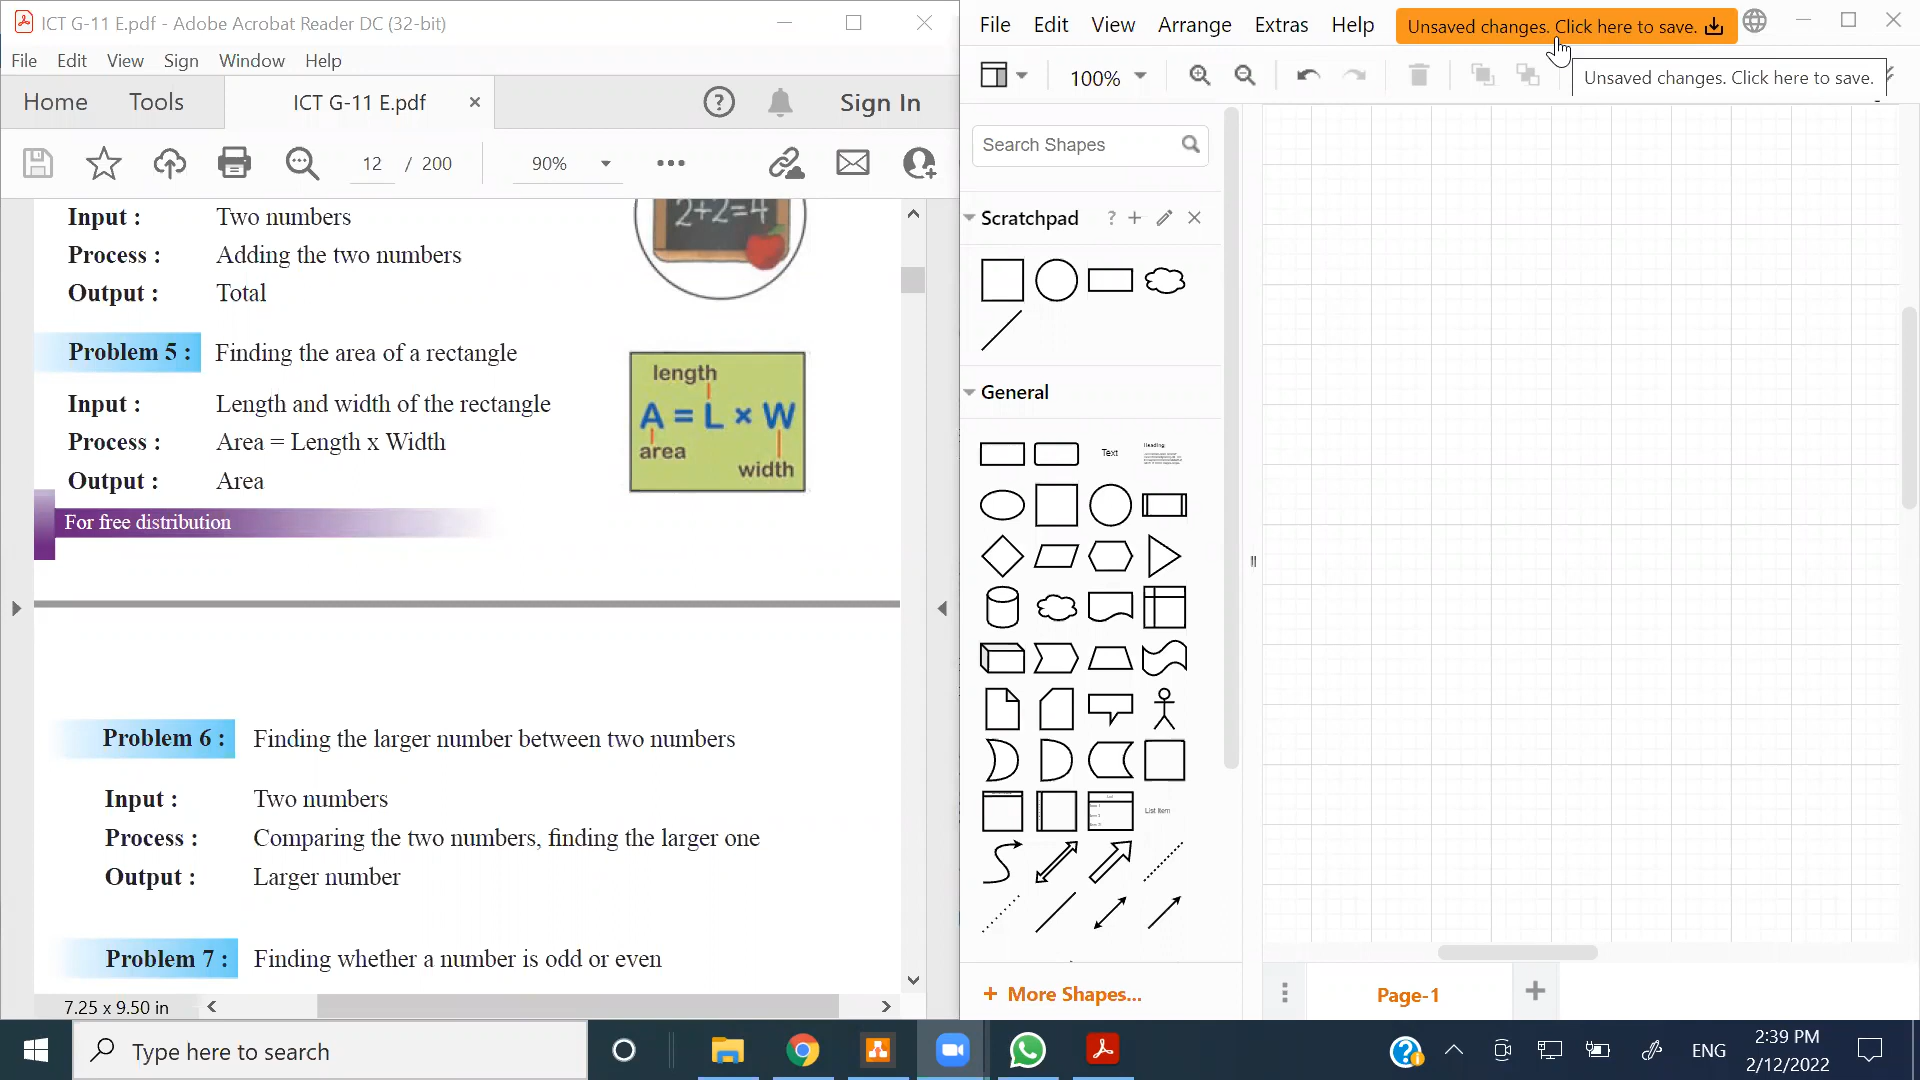 ICT G-11 E.pdf - Adobe Acrobat Reader DC (32-bit)
File Edit View Sign Window Help
Home Tools ICT G-11 E.pdf × Sign In
12 / 200 90%
2+2=4
Input : Two numbers
Process : Adding the two numbers
Output : Total
Problem 5 : Finding the area of a rectangle
Input : Length and width of the rectangle
Process : Area = Length x Width
Output : Area
length
A = L × W
area
width
For free distribution
Problem 6 : Finding the larger number between two numbers
Input : Two numbers
Process : Comparing the two numbers, finding the larger one
Output : Larger number
Problem 7 : Finding whether a number is odd or even
7.25 x 9.50 in
File Edit View Arrange Extras Help Unsaved changes. Click here to save.
100%
Unsaved changes. Click here to save.
Search Shapes
Scratchpad ?
General
Text
Heading
List Item
+ More Shapes...
Page-1
Type here to search
ENG
2:39 PM
2/12/2022